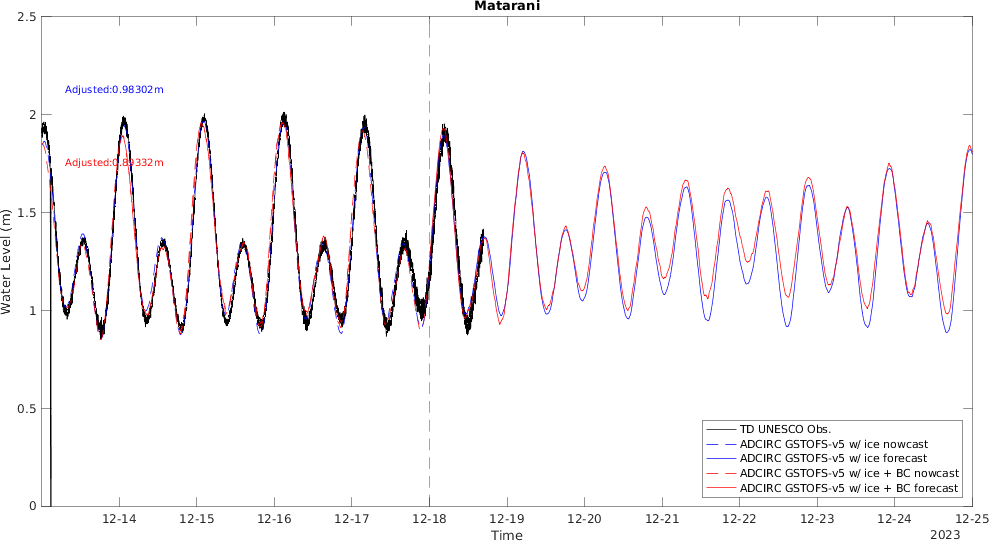 Matarani
2.5
2
1.5
1
0.5
0
Water Level (m)
Adjusted:0.98302m
Adjusted:0.89332m
TD UNESCO Obs.
ADCIRC GSTOFS-v5 w/ ice nowcast
ADCIRC GSTOFS-v5 w/ ice forecast
ADCIRC GSTOFS-v5 w/ ice + BC nowcast
ADCIRC GSTOFS-v5 w/ ice + BC forecast
12-14 12-15 12-16 12-17 12-18 12-19 12-20 12-21 12-22 12-23 12-24 12-25
Time
2023